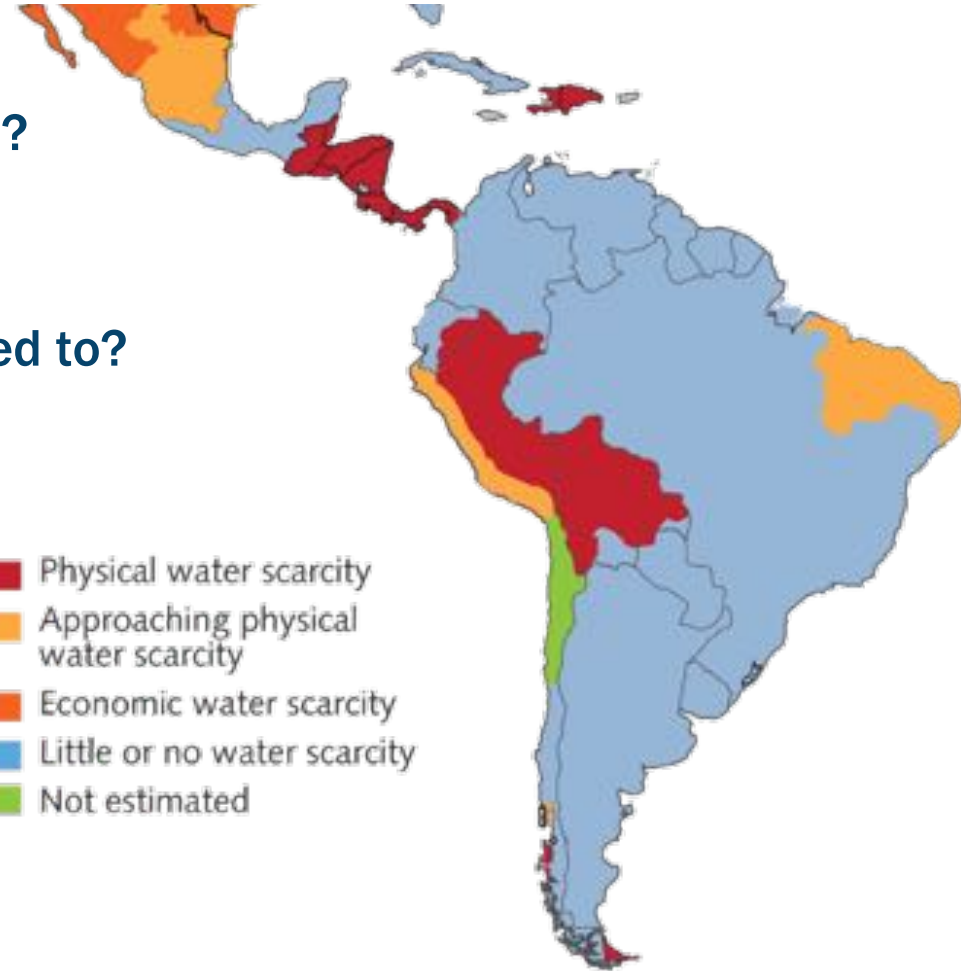 ?
ed to?
Physical water scarcity
Approaching physical
water scarcity
Economic water scarcity
Little or no water scarcity
Not estimated